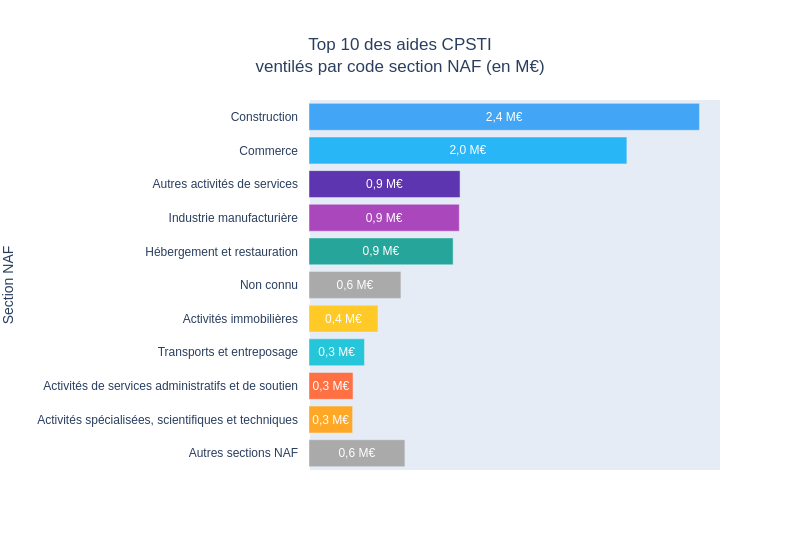 Top 10 des aides CPSTI
ventilés par code section NAF (en M€)
Section NAF
Construction 2,4 M€
Commerce 2,0 M€
Autres activités de services 0,9 M€
Industrie manufacturière 0,9 M€
Hébergement et restauration 0,9 M€
Non connu 0,6 M€
Activités immobilières 0,4 M€
Transports et entreposage 0,3 M€
Activités de services administratifs et de soutien 0,3 M€
Activités spécialisées, scientifiques et techniques 0,3 M€
Autres sections NAF 0,6 M€